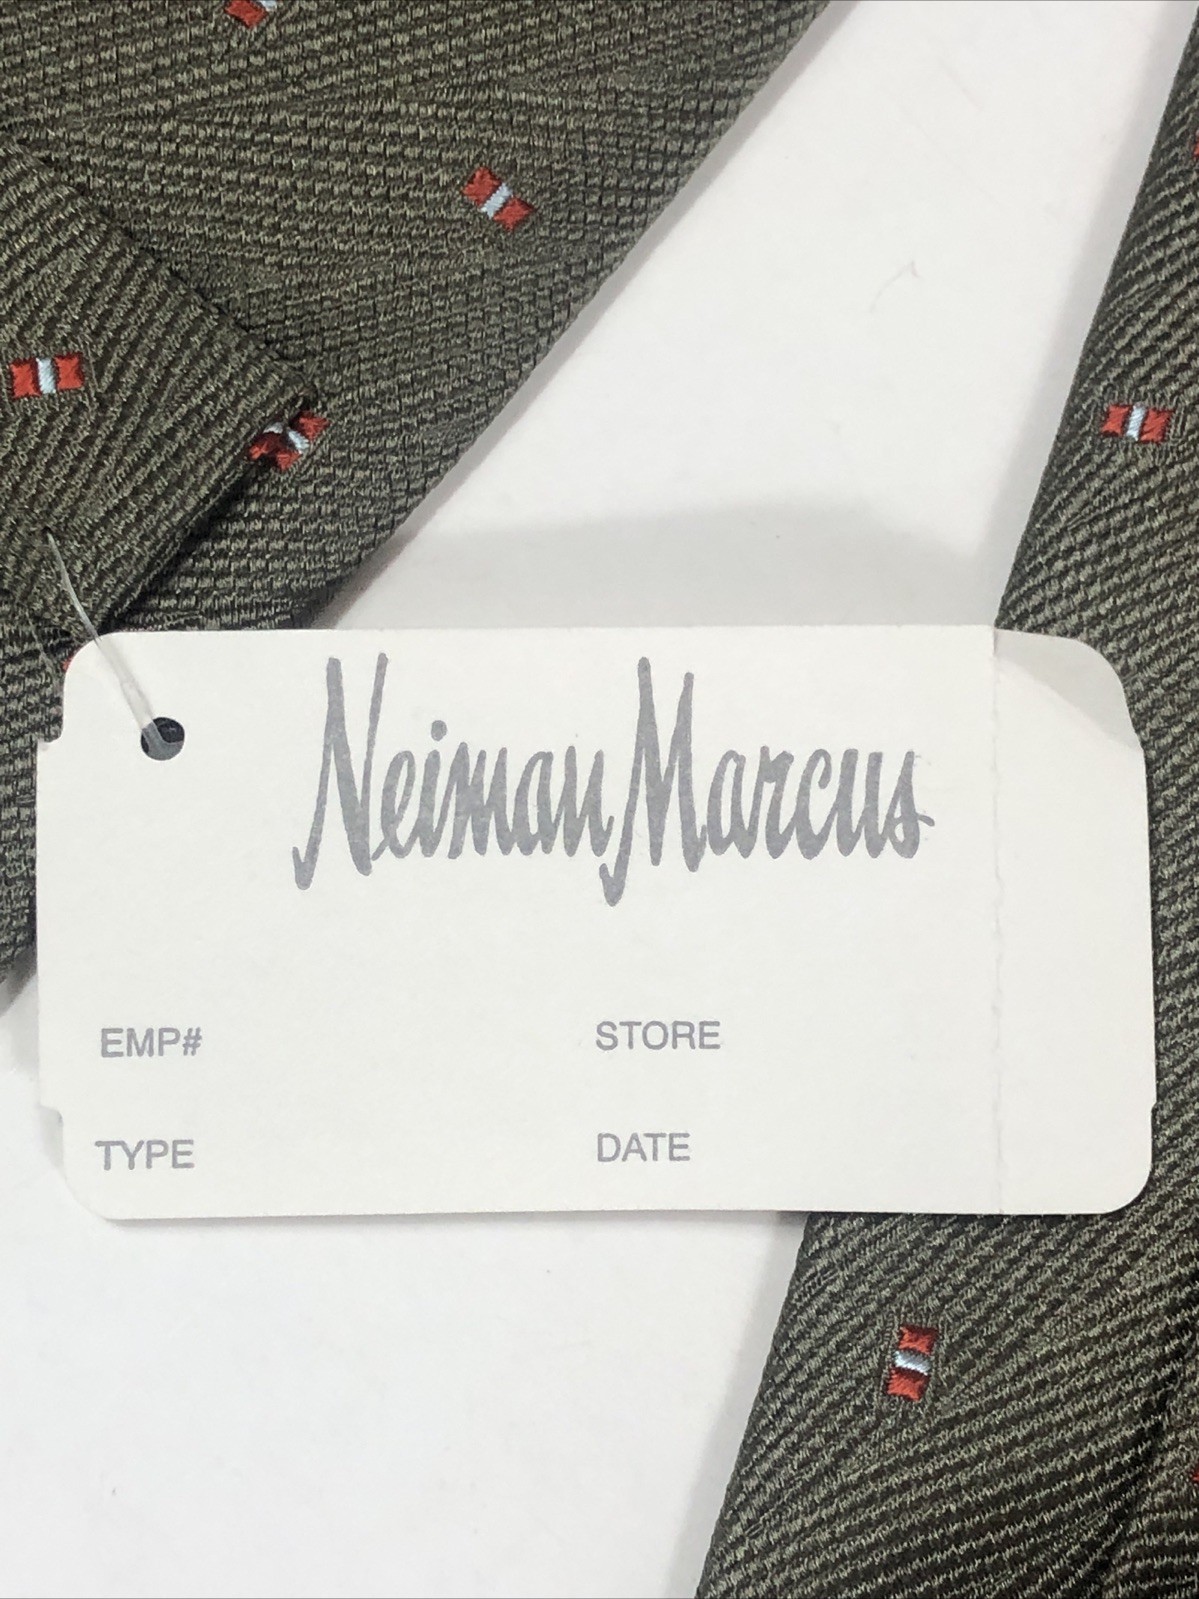 Neiman Marcus
EMP# STORE
TYPE DATE